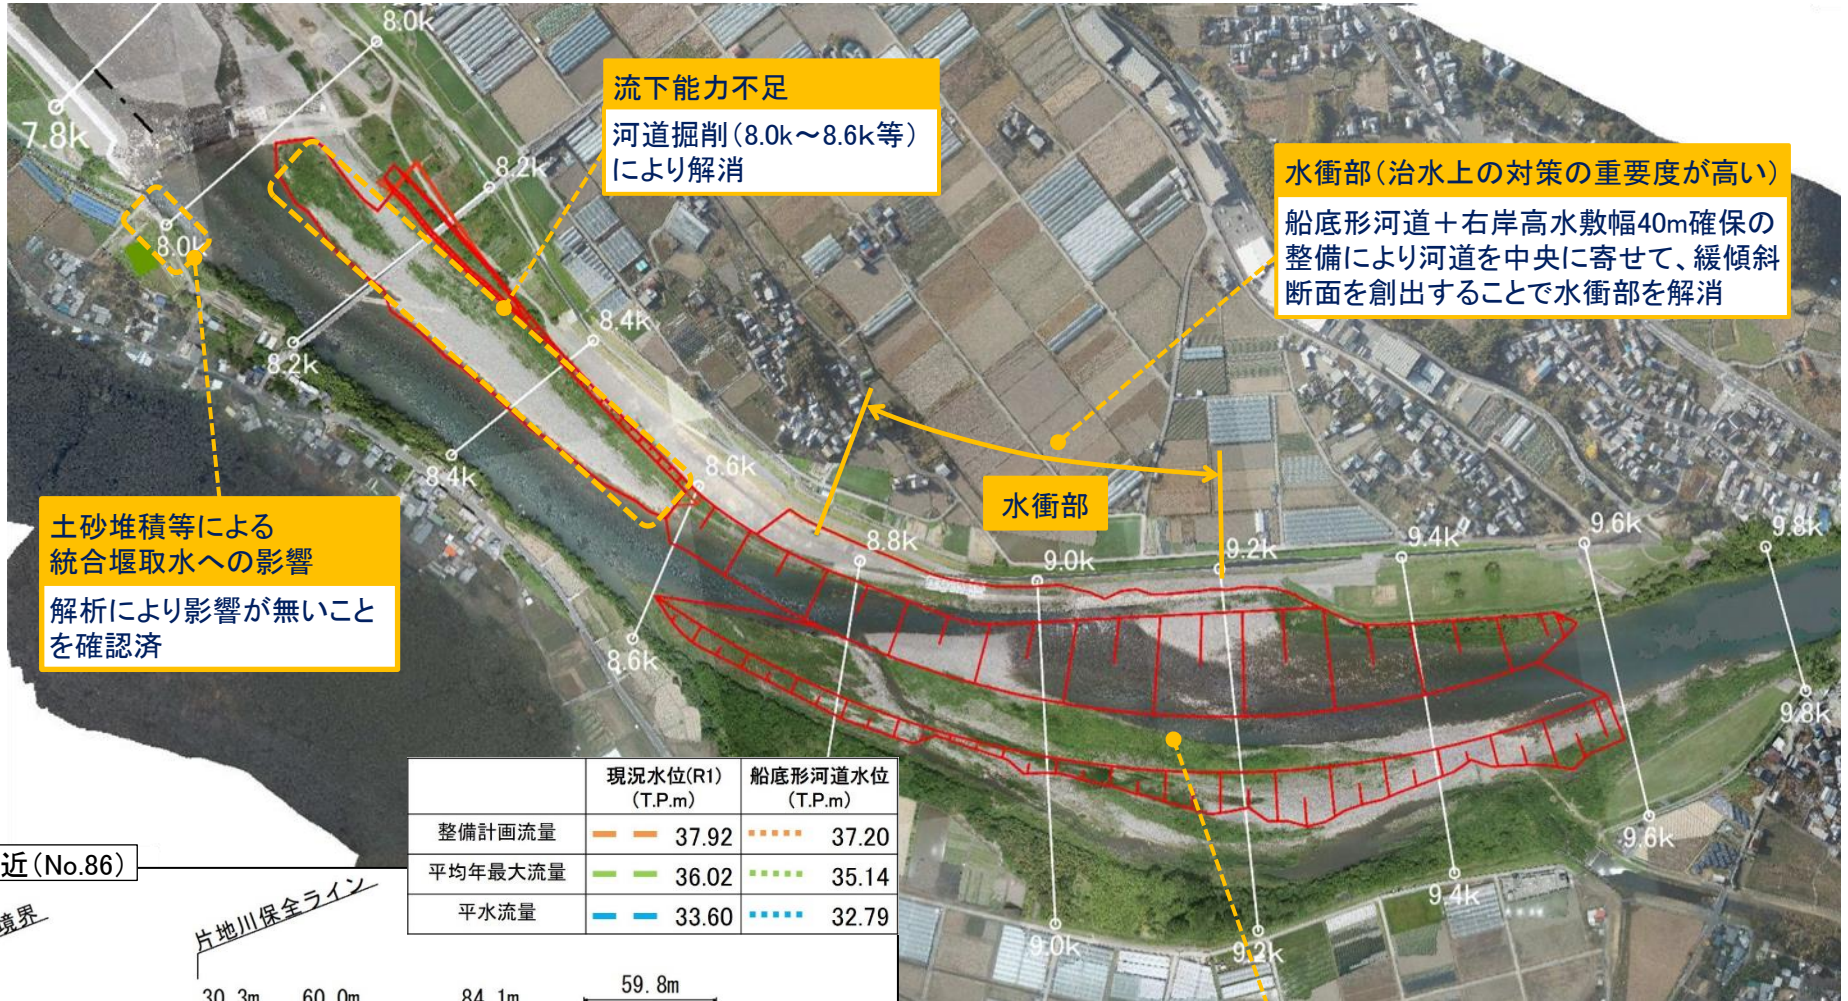 8.0k
7.8k
流下能力不足
河道掘削(8.0k～8.6k等)
により解消
水衝部(治水上の対策の重要度が高い)
船底形河道＋右岸高水敷幅40m確保の
整備により河道を中央に寄せて、緩傾斜
断面を創出することで水衝部を解消
8.2k
8.0k
8.4k
8.2k
8.6k
8.4k
水衝部
8.8k
9.0k
9.2k
9.4k
9.6k
9.8k
土砂堆積等による
統合堰取水への影響
解析により影響が無いこと
を確認済
8.6k
9.8k
9.6k
9.4k
9.0k
9.2k
現況水位(R1) 船底形河道水位
(T.P.m) (T.P.m)
整備計画流量 37.92 37.20
平均年最大流量 36.02 35.14
平水流量 33.60 32.79
近(No.86)
境界
片地川保全ライン
30.3m 60.0m 84.1m 59.8m